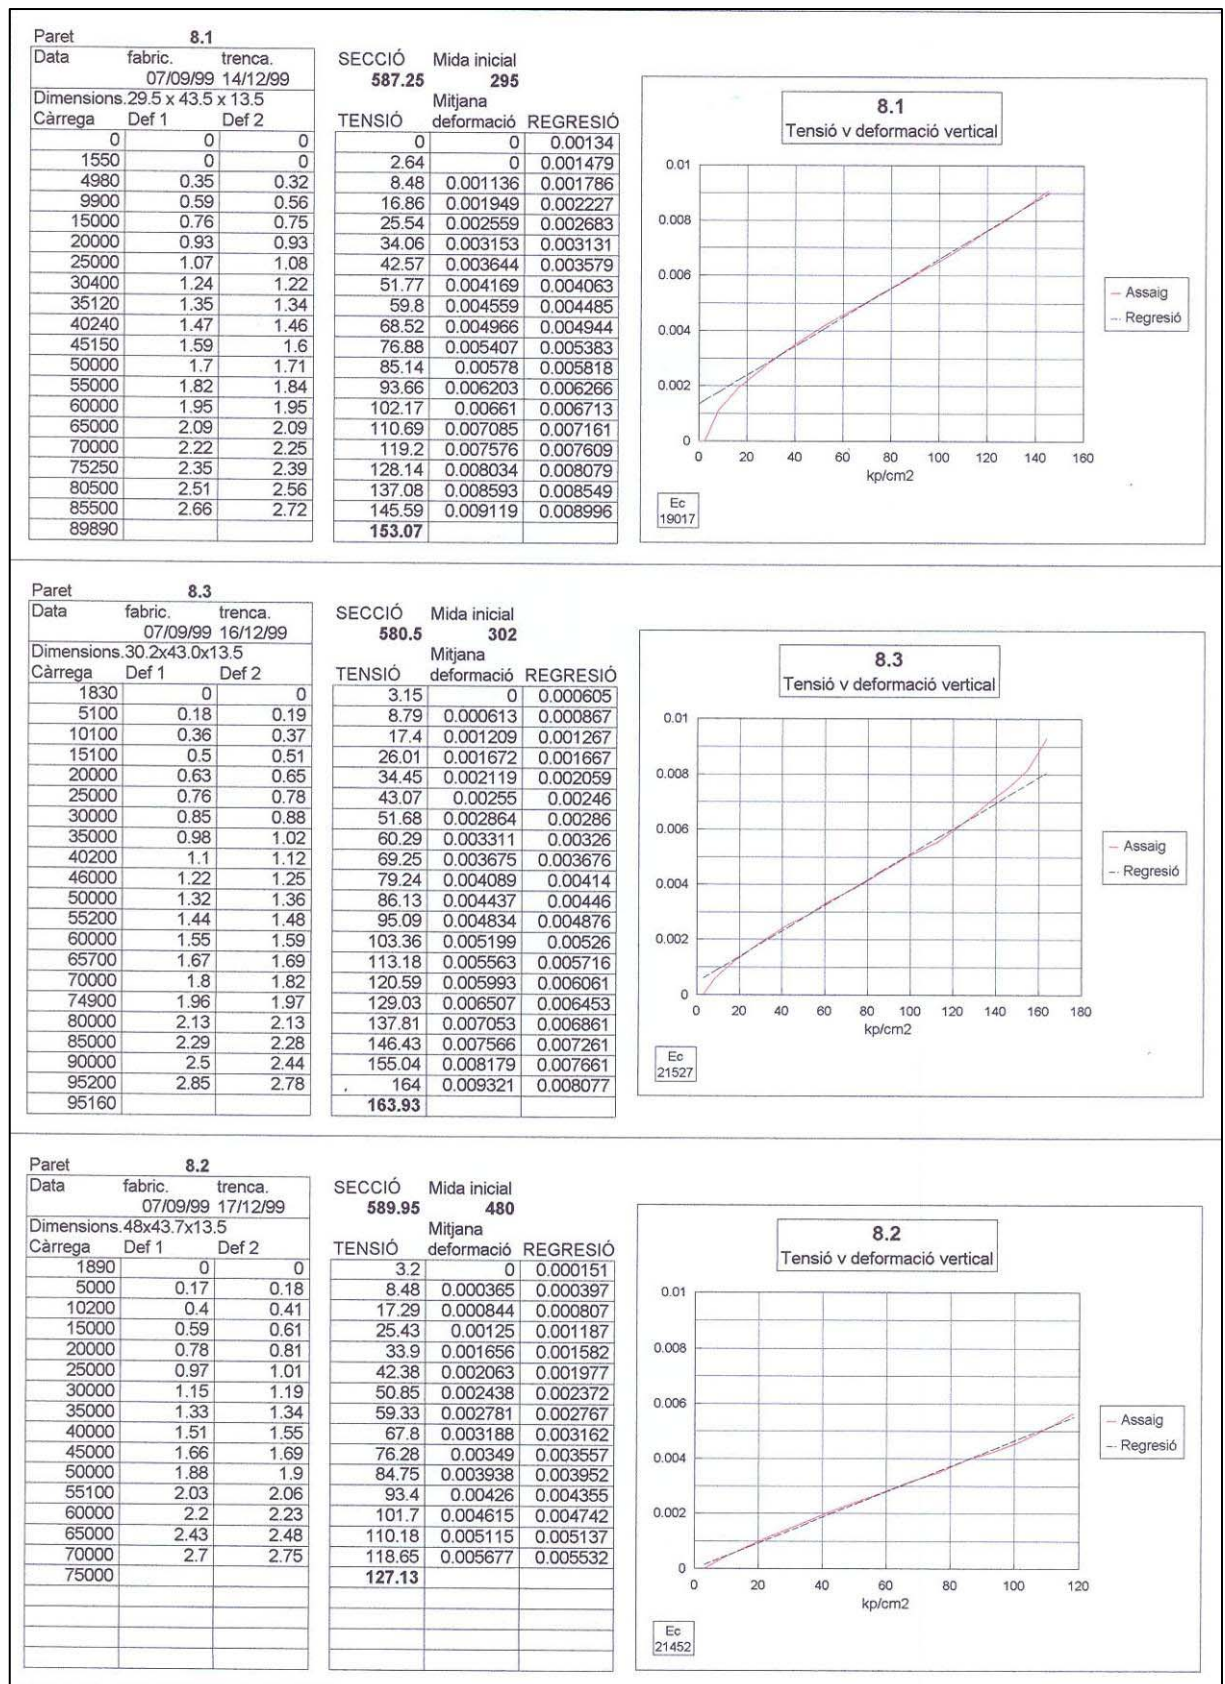 Paret 8.1
Data fabric. trenca. SECCIÓ Mida inicial
07/09/99 14/12/99 587.25 295
Dimensions.29.5 x 43.5 x 13.5 Mitjana
Càrrega Def 1 Def 2 TENSIÓ deformació REGRESIÓ
0 0 0 0 0 0.00134
1550 0 0 2.64 0 0.001479
4980 0.35 0.32 8.48 0.001136 0.001786
9900 0.59 0.56 16.86 0.001949 0.002227
15000 0.76 0.75 25.54 0.002559 0.002683
20000 0.93 0.93 34.06 0.003153 0.003131
25000 1.07 1.08 42.57 0.003644 0.003579
30400 1.24 1.22 51.77 0.004169 0.004063
35120 1.35 1.34 59.8 0.004559 0.004485
40240 1.47 1.46 68.52 0.004966 0.004944
45150 1.59 1.6 76.88 0.005407 0.005383
50000 1.7 1.71 85.14 0.00578 0.005818
55000 1.82 1.84 93.66 0.006203 0.006266
60000 1.95 1.95 102.17 0.00661 0.006713
65000 2.09 2.09 110.69 0.007085 0.007161
70000 2.22 2.25 119.2 0.007576 0.007609
75250 2.35 2.39 128.14 0.008034 0.008079
80500 2.51 2.56 137.08 0.008593 0.008549
85500 2.66 2.72 145.59 0.009119 0.008996
89890 153.07
8.1
Tensió v deformació vertical
0.01
0.008
0.006
0.004
0.002
0
0 20 40 60 80 100 120 140 160
kp/cm2
Assaig
Regresió
Ec
19017
Paret 8.3
Data fabric. trenca. SECCIÓ Mida inicial
07/09/99 16/12/99 580.5 302
Dimensions.30.2x43.0x13.5 Mitjana
Càrrega Def 1 Def 2 TENSIÓ deformació REGRESIÓ
1830 0 0 3.15 0 0.000605
5100 0.18 0.19 8.79 0.000613 0.000867
10100 0.36 0.37 17.4 0.001209 0.001267
15100 0.5 0.51 26.01 0.001672 0.001667
20000 0.63 0.65 34.45 0.002119 0.002059
25000 0.76 0.78 43.07 0.00255 0.00246
30000 0.85 0.88 51.68 0.002864 0.00286
35000 0.98 1.02 60.29 0.003311 0.00326
40200 1.1 1.12 69.25 0.003675 0.003676
46000 1.22 1.25 79.24 0.004089 0.00414
50000 1.32 1.36 86.13 0.004437 0.00446
55200 1.44 1.48 95.09 0.004834 0.004876
60000 1.55 1.59 103.36 0.005199 0.00526
65700 1.67 1.69 113.18 0.005563 0.005716
70000 1.8 1.82 120.59 0.005993 0.006061
74900 1.96 1.97 129.03 0.006507 0.006453
80000 2.13 2.13 137.81 0.007053 0.006861
85000 2.29 2.28 146.43 0.007566 0.007261
90000 2.5 2.44 155.04 0.008179 0.007661
95200 2.85 2.78 164 0.009321 0.008077
95160 163.93
8.3
Tensió v deformació vertical
0.01
0.008
0.006
0.004
0.002
0
0 20 40 60 80 100 120 140 160 180
kp/cm2
Assaig
Regresió
Ec
21527
Paret 8.2
Data fabric. trenca. SECCIÓ Mida inicial
07/09/99 17/12/99 589.95 480
Dimensions.48x43.7x13.5 Mitjana
Càrrega Def 1 Def 2 TENSIÓ deformació REGRESIÓ
1890 0 0 3.2 0 0.000151
5000 0.17 0.18 8.48 0.000365 0.000397
10200 0.4 0.41 17.29 0.000844 0.000807
15000 0.59 0.61 25.43 0.00125 0.001187
20000 0.78 0.81 33.9 0.001656 0.001582
25000 0.97 1.01 42.38 0.002063 0.001977
30000 1.15 1.19 50.85 0.002438 0.002372
35000 1.33 1.34 59.33 0.002781 0.002767
40000 1.51 1.55 67.8 0.003188 0.003162
45000 1.66 1.69 76.28 0.00349 0.003557
50000 1.88 1.9 84.75 0.003938 0.003952
55100 2.03 2.06 93.4 0.00426 0.004355
60000 2.2 2.23 101.7 0.004615 0.004742
65000 2.43 2.48 110.18 0.005115 0.005137
70000 2.7 2.75 118.65 0.005677 0.005532
75000 127.13
8.2
Tensió v deformació vertical
0.01
0.008
0.006
0.004
0.002
0
0 20 40 60 80 100 120
kp/cm2
Assaig
Regresió
Ec
21452